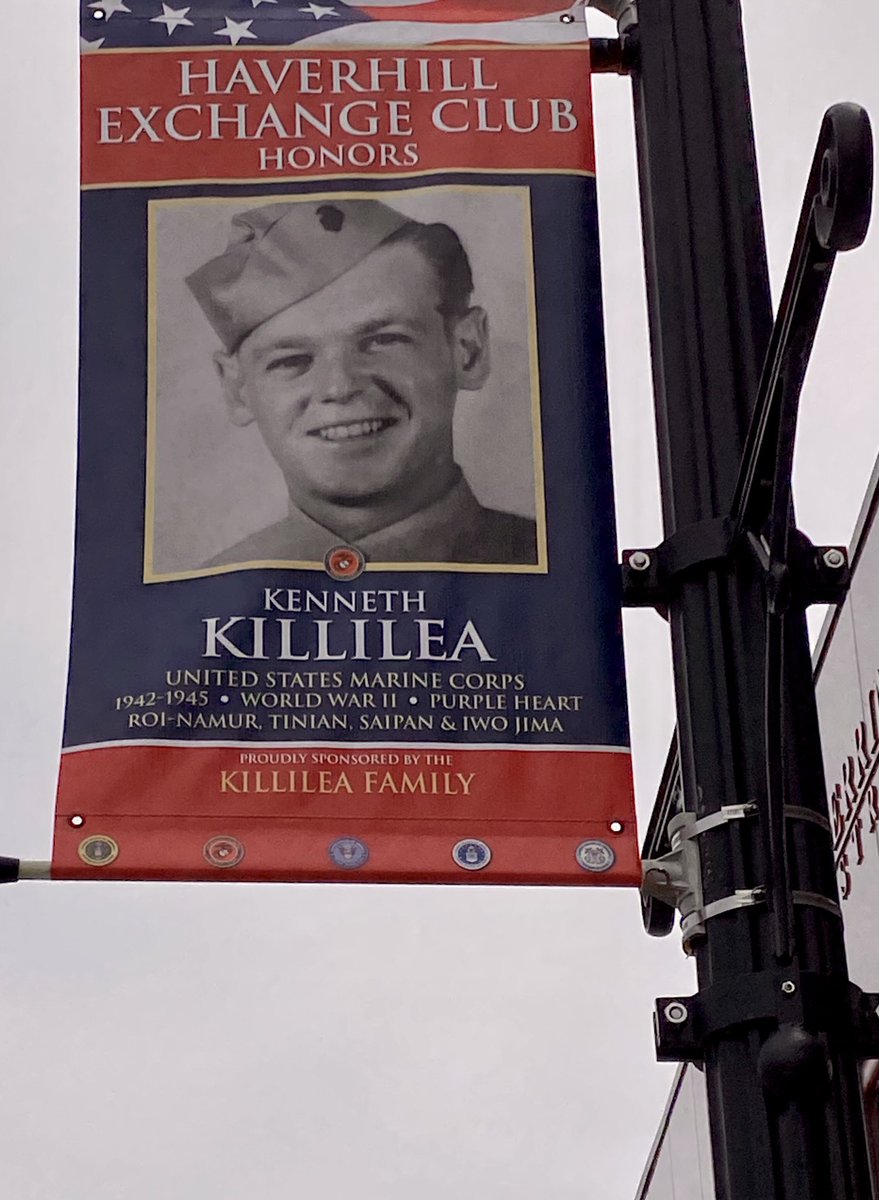 HAVERHILL
EXCHANGE CLUB
HONORS
KENNETH
KILLILEA
UNITED STATES MARINE CORPS
1942-1945 • WORLD WAR II • PURPLE HEART
ROI-NAMUR, TINIAN, SAIPAN & IWO JIMA
PROUDLY SPONSORED BY THE
KILLILEA FAMILY